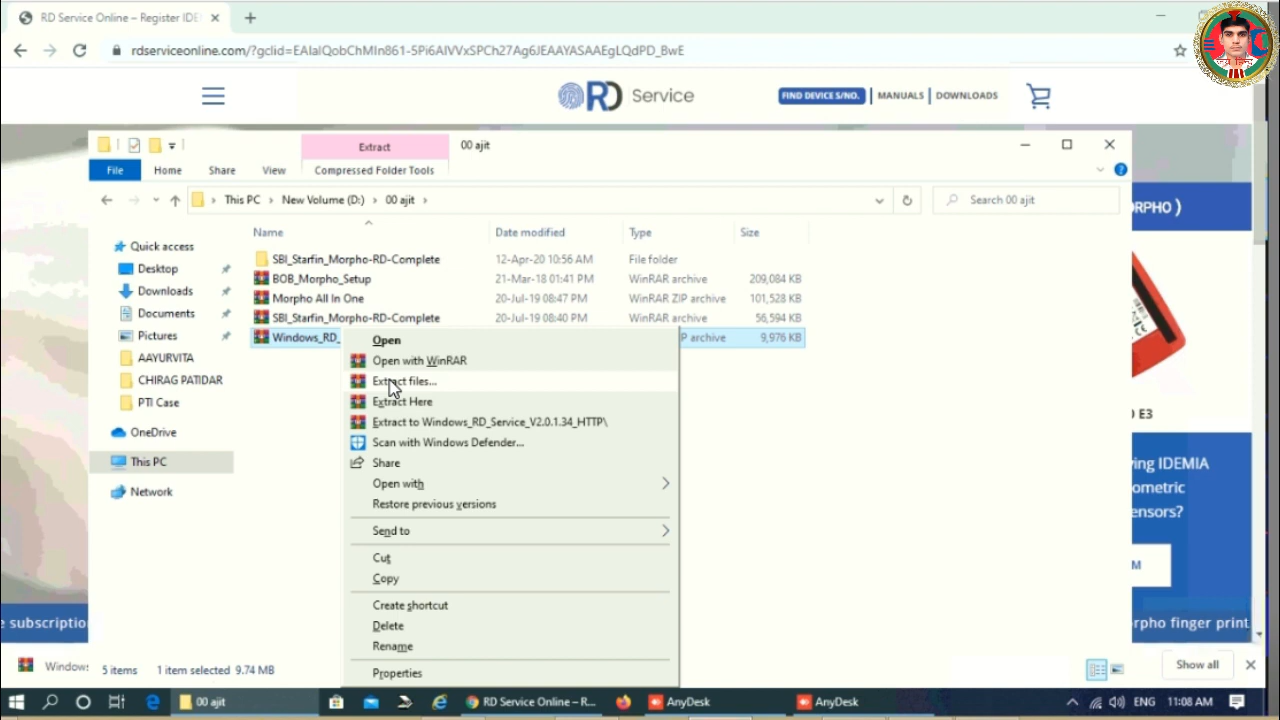 RD Service Online – Register IDE
rdserviceonline.com/?gclid=EAIaIQobChMIn861-5Pi6AIVVxSPCh27Ag6JEAAYASAAEgLQdPD_BwE
RD Service
FIND DEVICE S/NO.
MANUALS
DOWNLOADS
Extract
00 ajit
File
Home
Share
View
Compressed Folder Tools
This PC
New Volume (D:)
00 ajit
Search 00 ajit
Name
Date modified
Type
Size
SBI_Starfin_Morpho-RD-Complete 12-Apr-20 10:56 AM File folder
BOB_Morpho_Setup 21-Mar-18 01:41 PM WinRAR archive 209,084 KB
Morpho All In One 20-Jul-19 08:47 PM WinRAR ZIP archive 101,528 KB
SBI_Starfin_Morpho-RD-Complete 20-Jul-19 08:40 PM WinRAR archive 56,594 KB
Windows_RD_ P archive 9,976 KB
Quick access
Desktop
Downloads
Documents
Pictures
AAYURVITA
CHIRAG PATIDAR
PTI Case
OneDrive
This PC
Network
Open
Open with WinRAR
Extract files...
Extract Here
Extract to Windows_RD_Service_V2.0.1.34_HTTP\
Scan with Windows Defender...
Share
Open with
Restore previous versions
Send to
Cut
Copy
Create shortcut
Delete
Rename
Properties
RPHO )
E3
ing IDEMIA
ometric
ensors?
M
e subscriptio
rpho finger print
Window
5 items
1 item selected 9.74 MB
Show all
00 ajit
RD Service Online – R...
AnyDesk
AnyDesk
ENG
11:08 AM